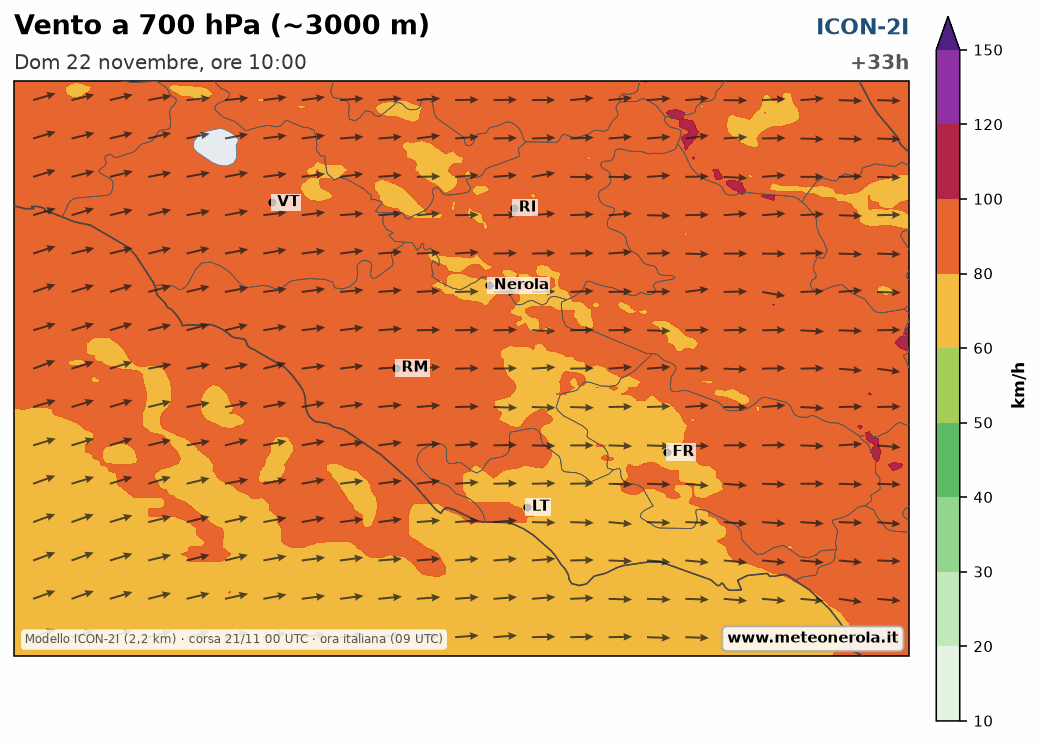 Vento a 700 hPa (~3000 m)
ICON-2I
Dom 22 novembre, ore 10:00
+33h
150
120
100
80
60
50
40
30
20
10
km/h
VT
RI
Nerola
RM
FR
LT
Modello ICON-2I (2,2 km) · corsa 21/11 00 UTC · ora italiana (09 UTC)
www.meteonerola.it